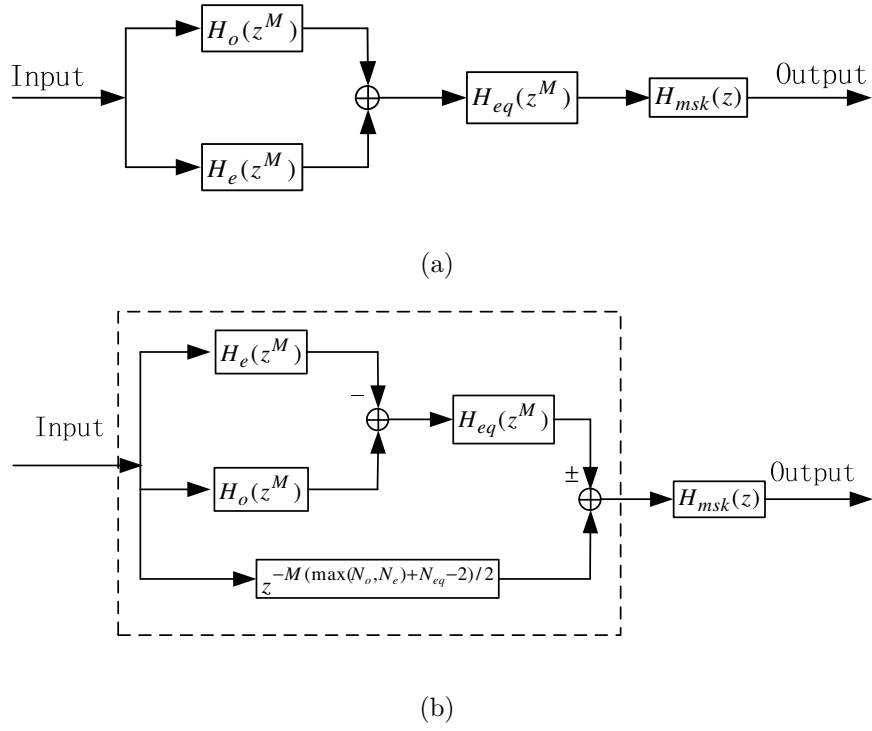 H_o(z^M)
Input
Output
H_eq(z^M)
H_msk(z)
H_e(z^M)
(a)
H_e(z^M)
−
H_eq(z^M)
Input
±
Output
H_o(z^M)
H_msk(z)
z^{-M(max(N_o,N_e)+N_eq-2)/2}
(b)